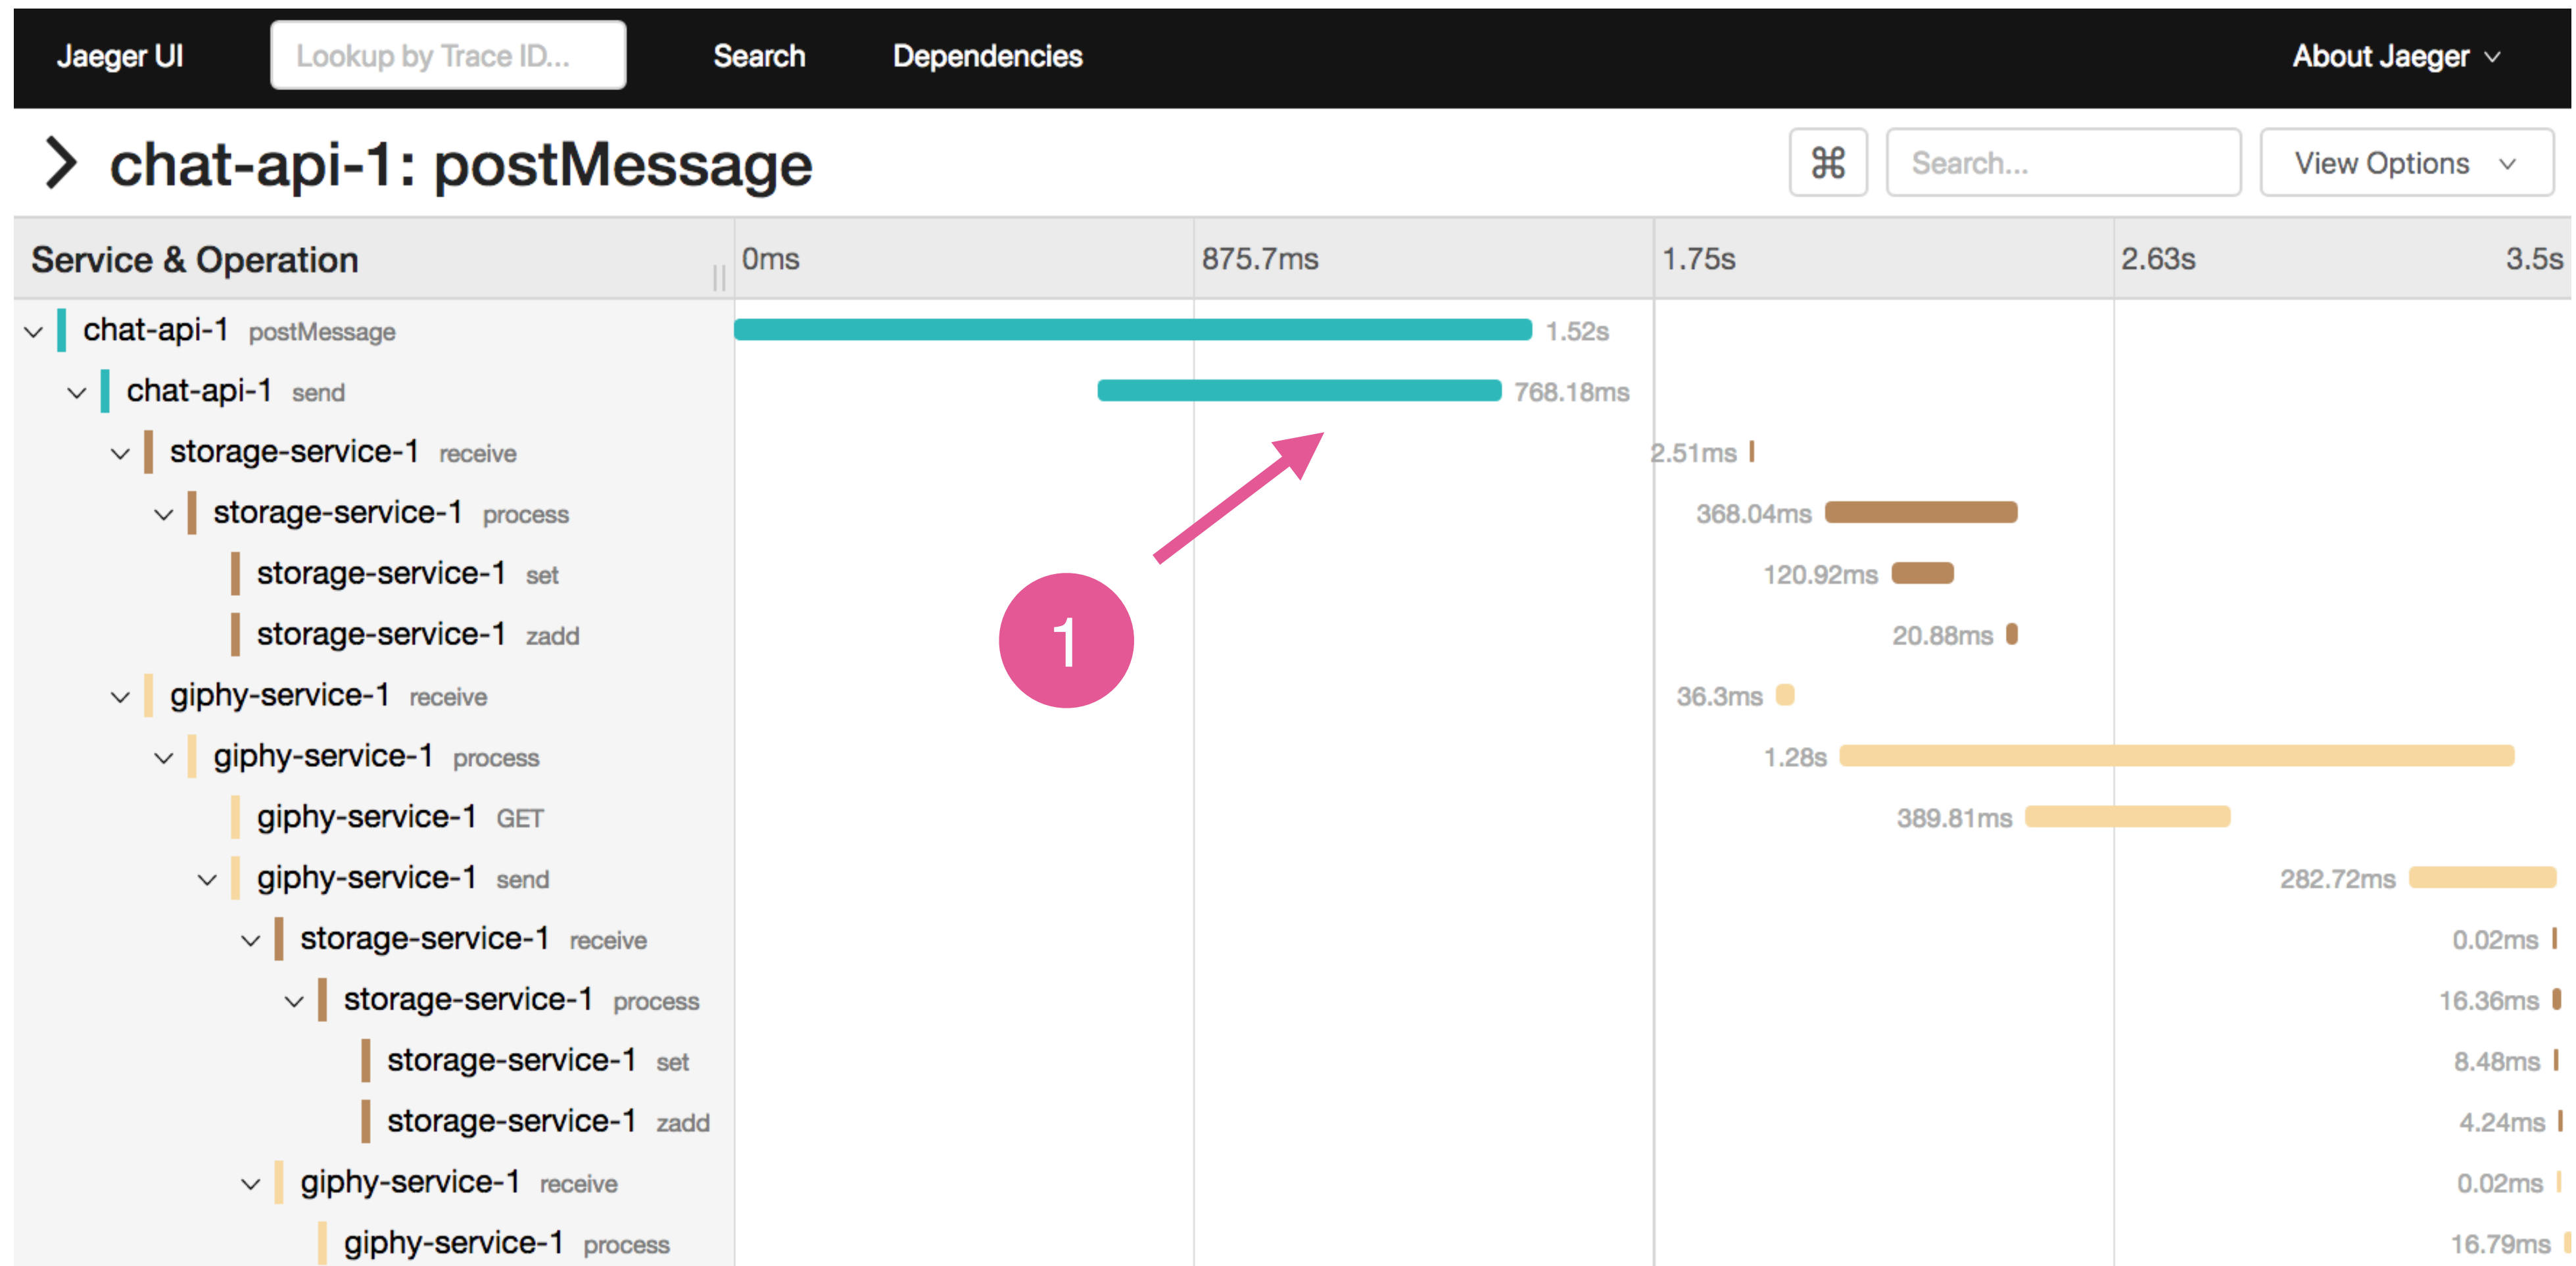 Jaeger UI Lookup by Trace ID... Search Dependencies About Jaeger
chat-api-1: postMessage ⌘ Search... View Options
Service & Operation 0ms 875.7ms 1.75s 2.63s 3.5s
chat-api-1 postMessage 1.52s
chat-api-1 send 768.18ms
storage-service-1 receive 2.51ms
storage-service-1 process 368.04ms
storage-service-1 set 120.92ms
storage-service-1 zadd 20.88ms
1
giphy-service-1 receive 36.3ms
giphy-service-1 process 1.28s
giphy-service-1 GET 389.81ms
giphy-service-1 send 282.72ms
storage-service-1 receive 0.02ms
storage-service-1 process 16.36ms
storage-service-1 set 8.48ms
storage-service-1 zadd 4.24ms
giphy-service-1 receive 0.02ms
giphy-service-1 process 16.79ms